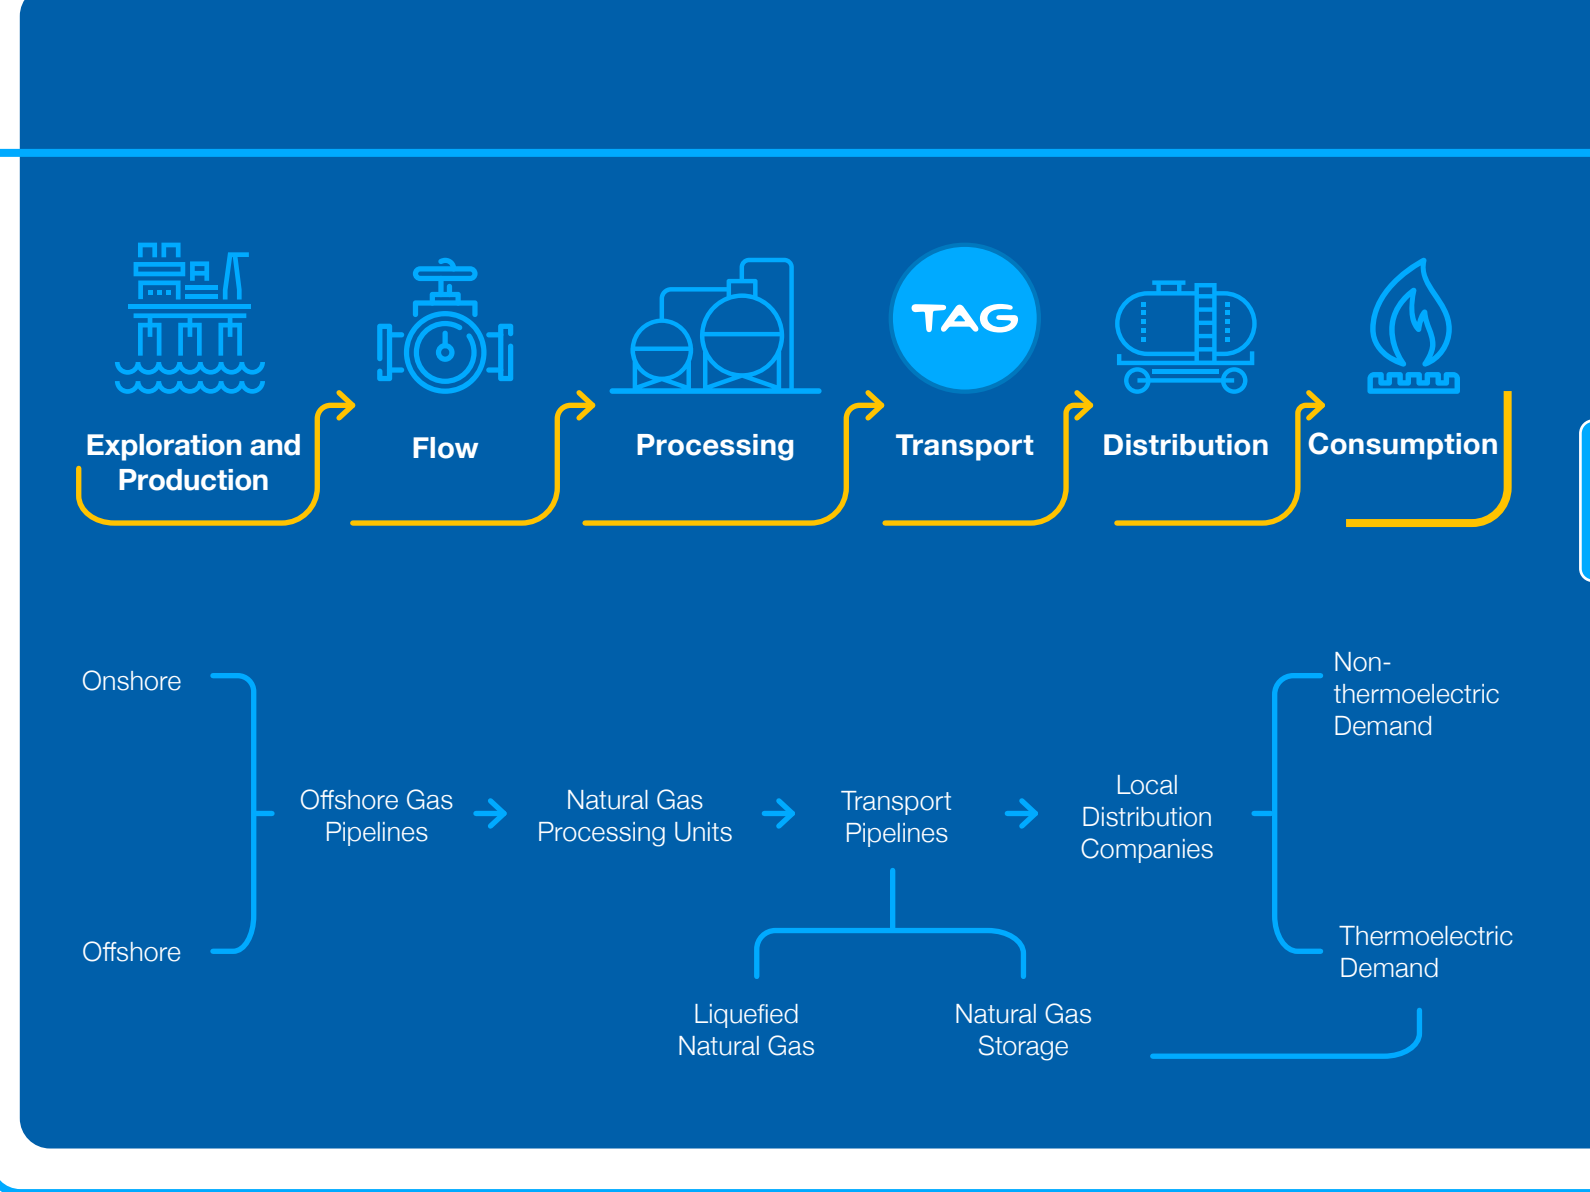 TAG
Exploration and
Production
Flow
Processing
Transport
Distribution
Consumption
Onshore
Offshore
Offshore Gas
Pipelines
Natural Gas
Processing Units
Transport
Pipelines
Local
Distribution
Companies
Non-
thermoelectric
Demand
Thermoelectric
Demand
Liquefied
Natural Gas
Natural Gas
Storage